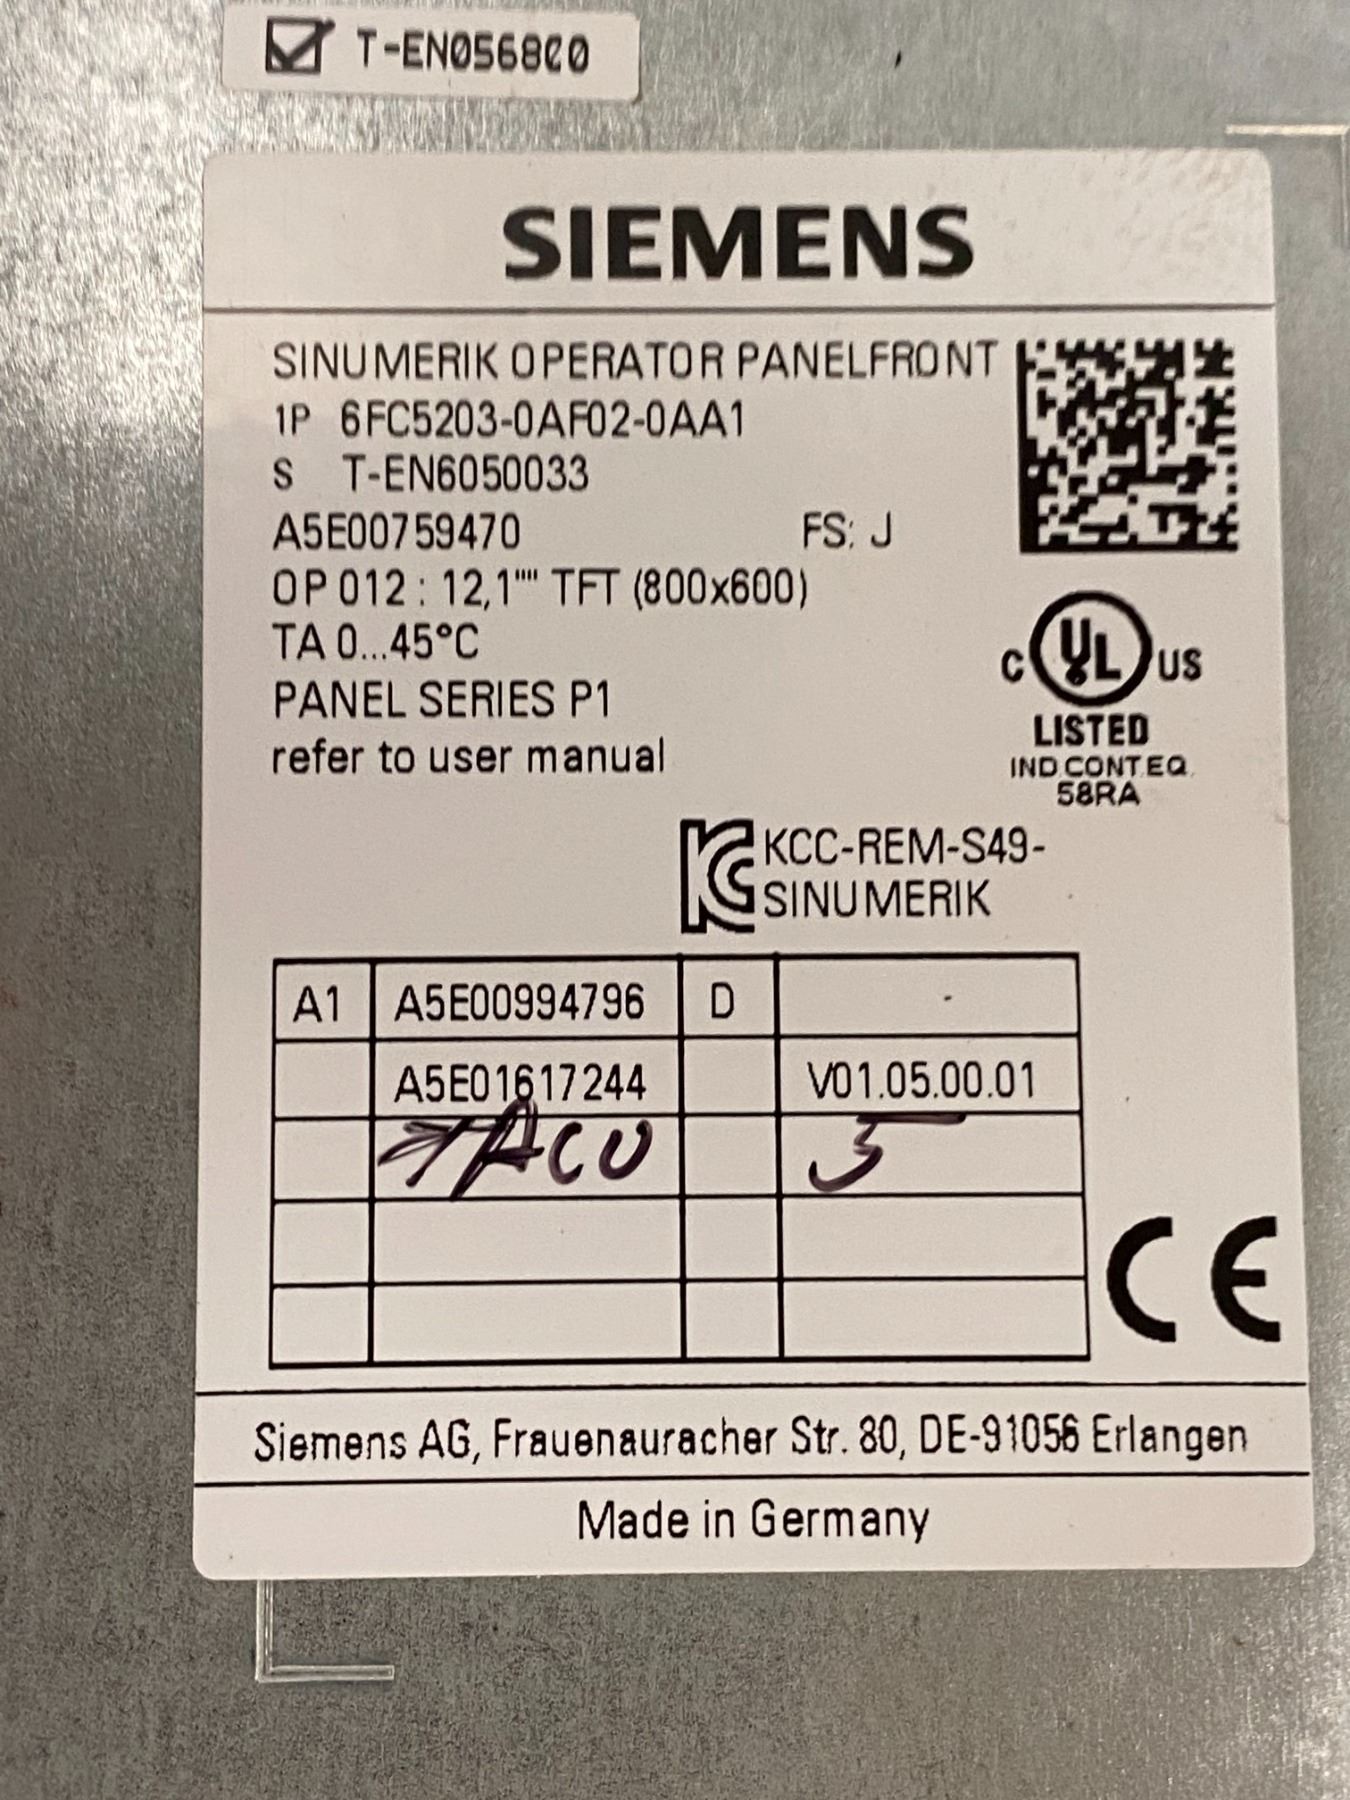 T-EN0568C0
SIEMENS
SINUMERIK OPERATOR PANELFRONT
1P 6FC5203-0AF02-0AA1
S T-EN6050033
A5E00759470 FS: J
OP 012 : 12,1"" TFT (800x600)
TA 0...45°C
PANEL SERIES P1
refer to user manual
C UL US
LISTED
IND.CONT.EQ.
58RA
KCC-REM-S49-
SINUMERIK
A1 A5E00994796 D -
A5E01617244 V01.05.00.01
5
CE
Siemens AG, Frauenauracher Str. 80, DE-91056 Erlangen
Made in Germany